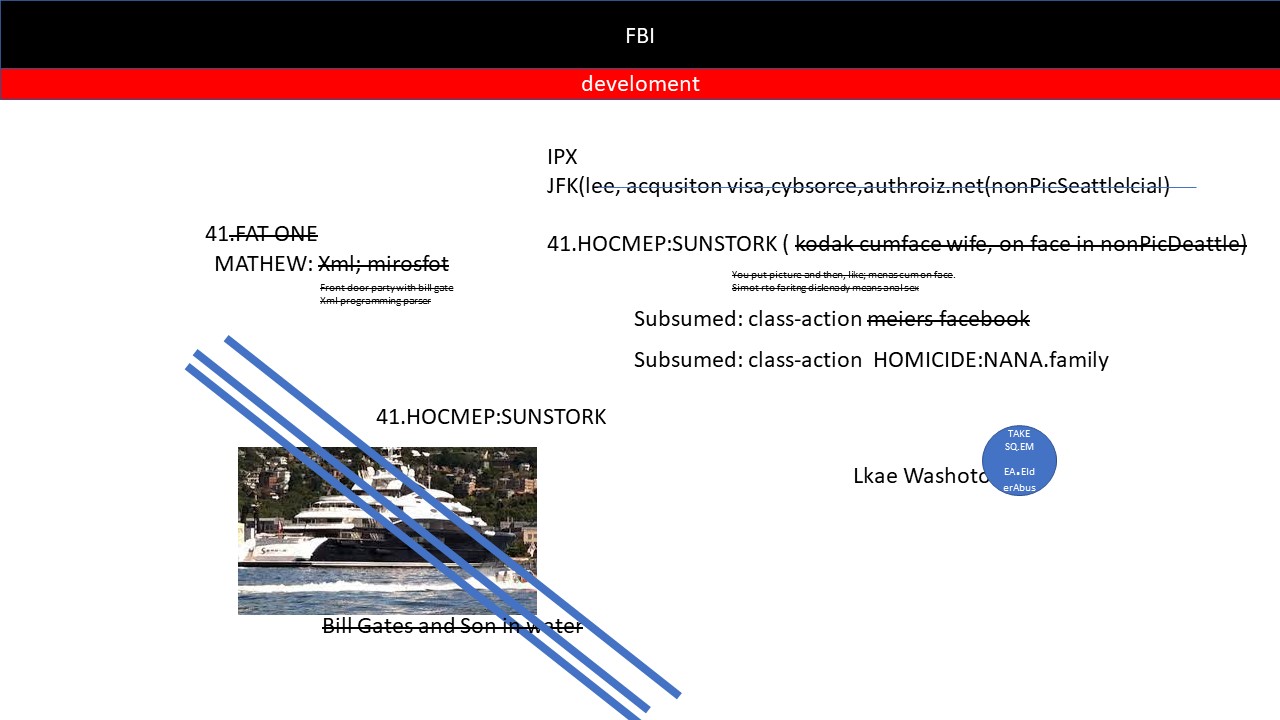 FBI
develoment
IPX
JFK(lee, acqusiton visa,cybsorce,authroiz.net(nonPicSeattlelcial)
41.FAT ONE
MATHEW: Xml; mirosfot
Front door party with bill gate
Xml programming parser
41.HOCMEP:SUNSTORK ( kodak cumface wife, on face in nonPicDeattle)
You put picture and then, like; menas cum on face.
Simot rto faritng dislenady means anal sex
Subsumed: class-action meiers facebook
Subsumed: class-action HOMICIDE:NANA.family
41.HOCMEP:SUNSTORK
Lkae Washoto
TAKE
SQ.EM
EA.Eld
erAbus
Bill Gates and Son in water